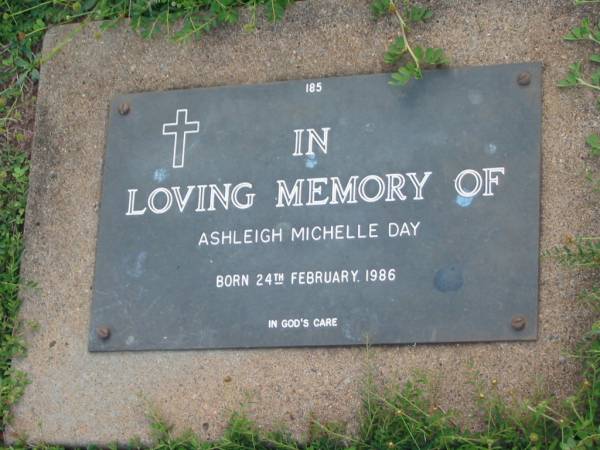 185
IN
LOVING MEMORY OF
ASHLEIGH MICHELLE DAY
BORN 24TH FEBRUARY. 1986
IN GOD'S CARE